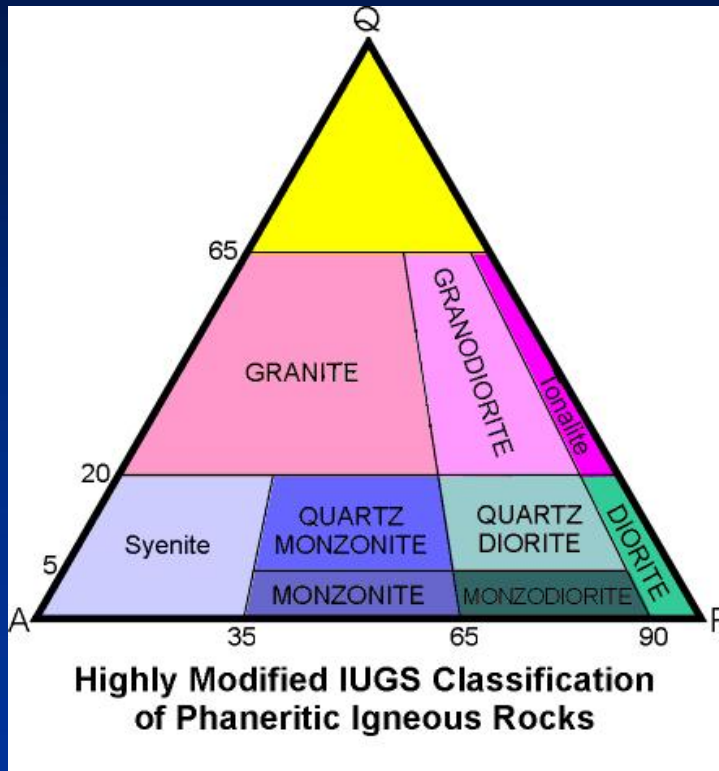 Q
65
GRANITE
GRANODIORITE
Tonalite
20
Syenite
QUARTZ
MONZONITE
QUARTZ
DIORITE
DIORITE
5
MONZONITE
MONZODIORITE
A
P
35
65
90
Highly Modified IUGS Classification
of Phaneritic Igneous Rocks